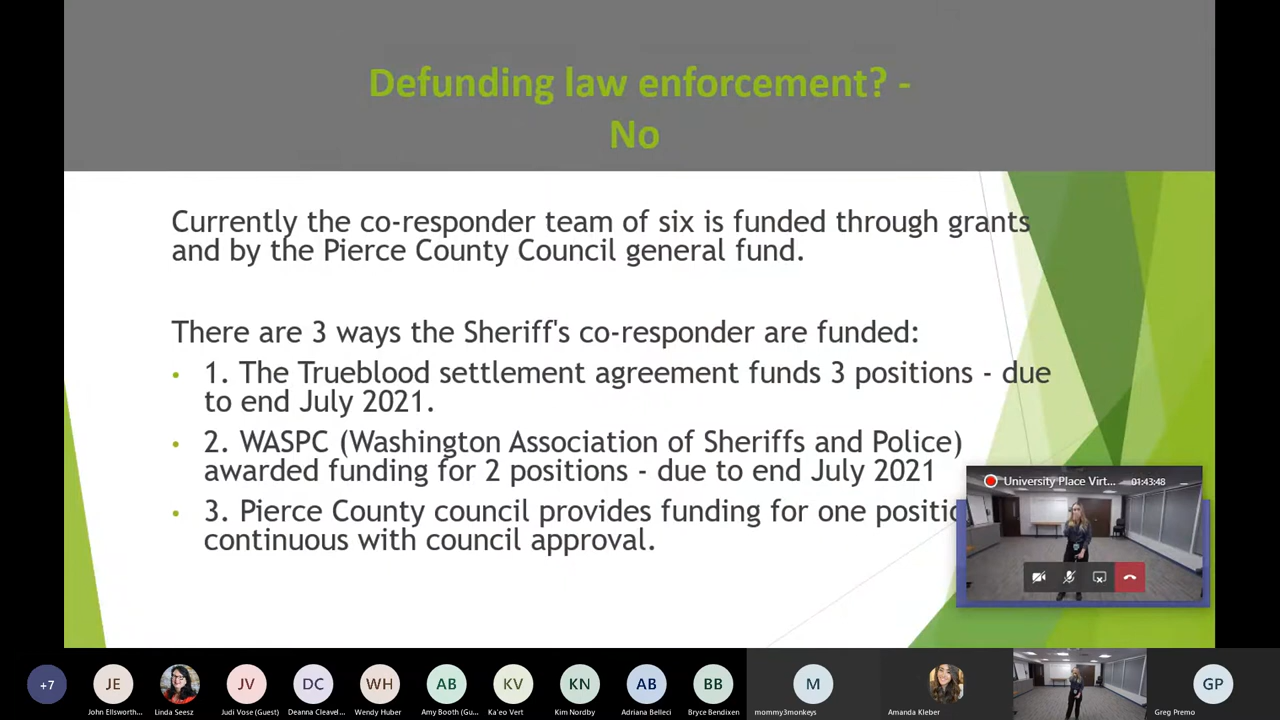 Defunding law enforcement? -
No
Currently the co-responder team of six is funded through grants
and by the Pierce County Council general fund.
There are 3 ways the Sheriff's co-responder are funded:
• 1. The Trueblood settlement agreement funds 3 positions - due
to end July 2021.
• 2. WASPC (Washington Association of Sheriffs and Police)
awarded funding for 2 positions - due to end July 2021
• 3. Pierce County council provides funding for one positio
continuous with council approval.
University Place Virt... 01:43:48
+7 JE JV DC WH AB KV KN AB BB M GP
John Ellsworth... Linda Seesz Judi Vose (Guest) Deanna Cleavel... Wendy Huber Amy Booth (Gu... Ka'eo Vert Kim Nordby Adriana Belleci Bryce Bendixen mommy3monkeys Amanda Kleber Greg Premo